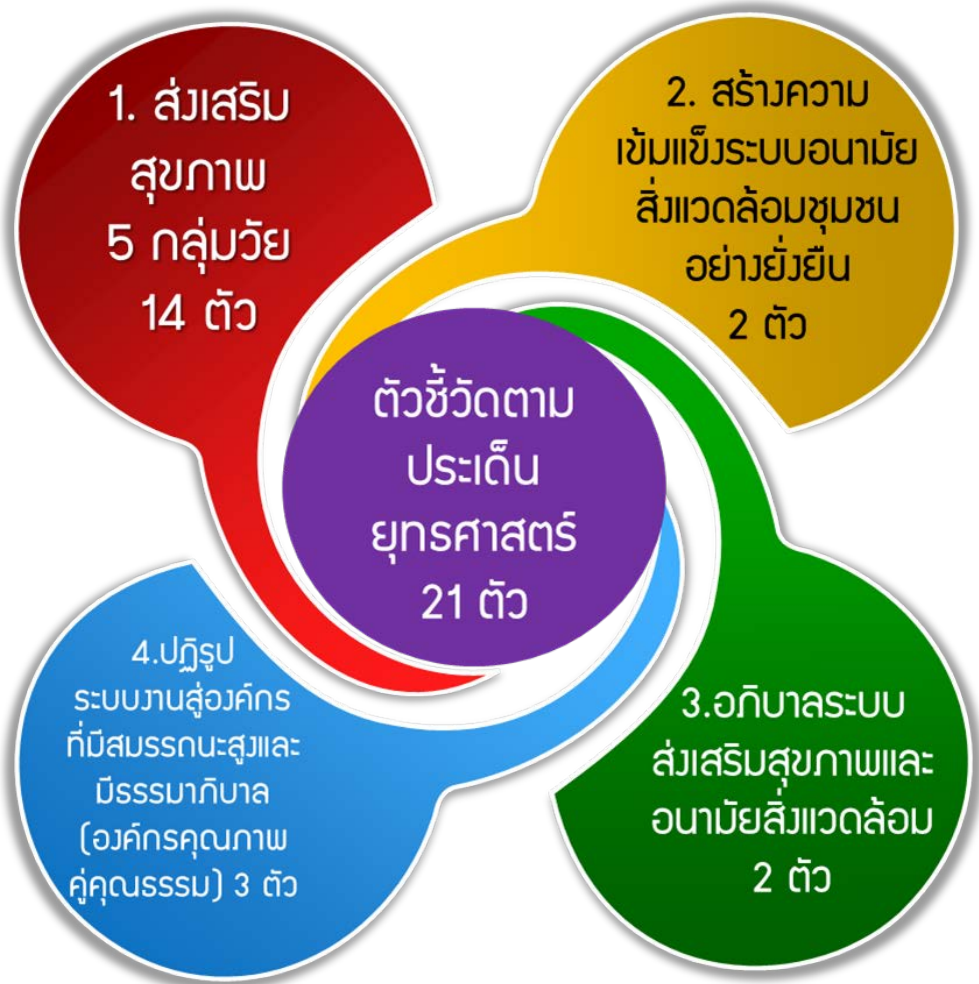 1. ส่งเสริม
สุขภาพ
5 กลุ่มวัย
14 ตัว
2. สร้างความ
เข้มแข็งระบบอนามัย
สิ่งแวดล้อมชุมชน
อย่างยั่งยืน
2 ตัว
ตัวชี้วัดตาม
ประเด็น
ยุทธศาสตร์
21 ตัว
3.อภิบาลระบบ
ส่งเสริมสุขภาพและ
อนามัยสิ่งแวดล้อม
2 ตัว
4.ปฏิรูป
ระบบงานสู่องค์กร
ที่มีสมรรถนะสูงและ
มีธรรมาภิบาล
(องค์กรคุณภาพ
คู่คุณธรรม) 3 ตัว